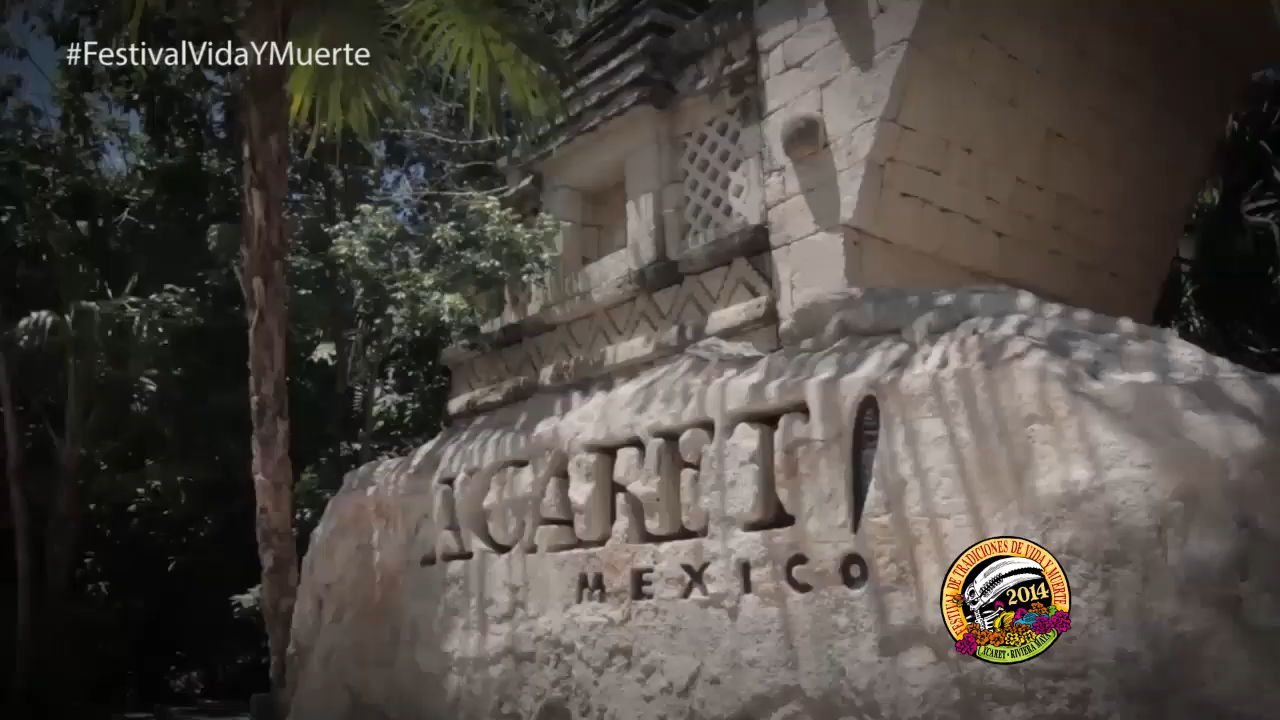 #FestivalVidaYMuerte
XCARET!
MEXICO
FESTIVAL DE TRADICIONES DE VIDA Y MUERTE
2014
XCARET • RIVIERA MAYA